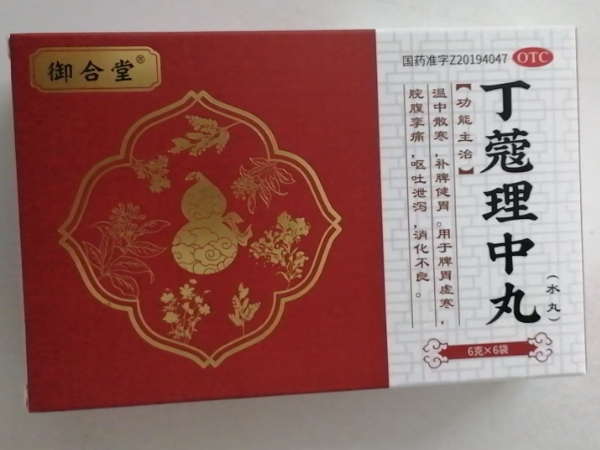 御合堂®
国药准字Z20194047
OTC
丁蔻理中丸
(水丸)
【功能主治】
温中散寒，补脾健胃。用于脾胃虚寒，
脘腹挛痛，呕吐泄泻，消化不良。
6克×6袋